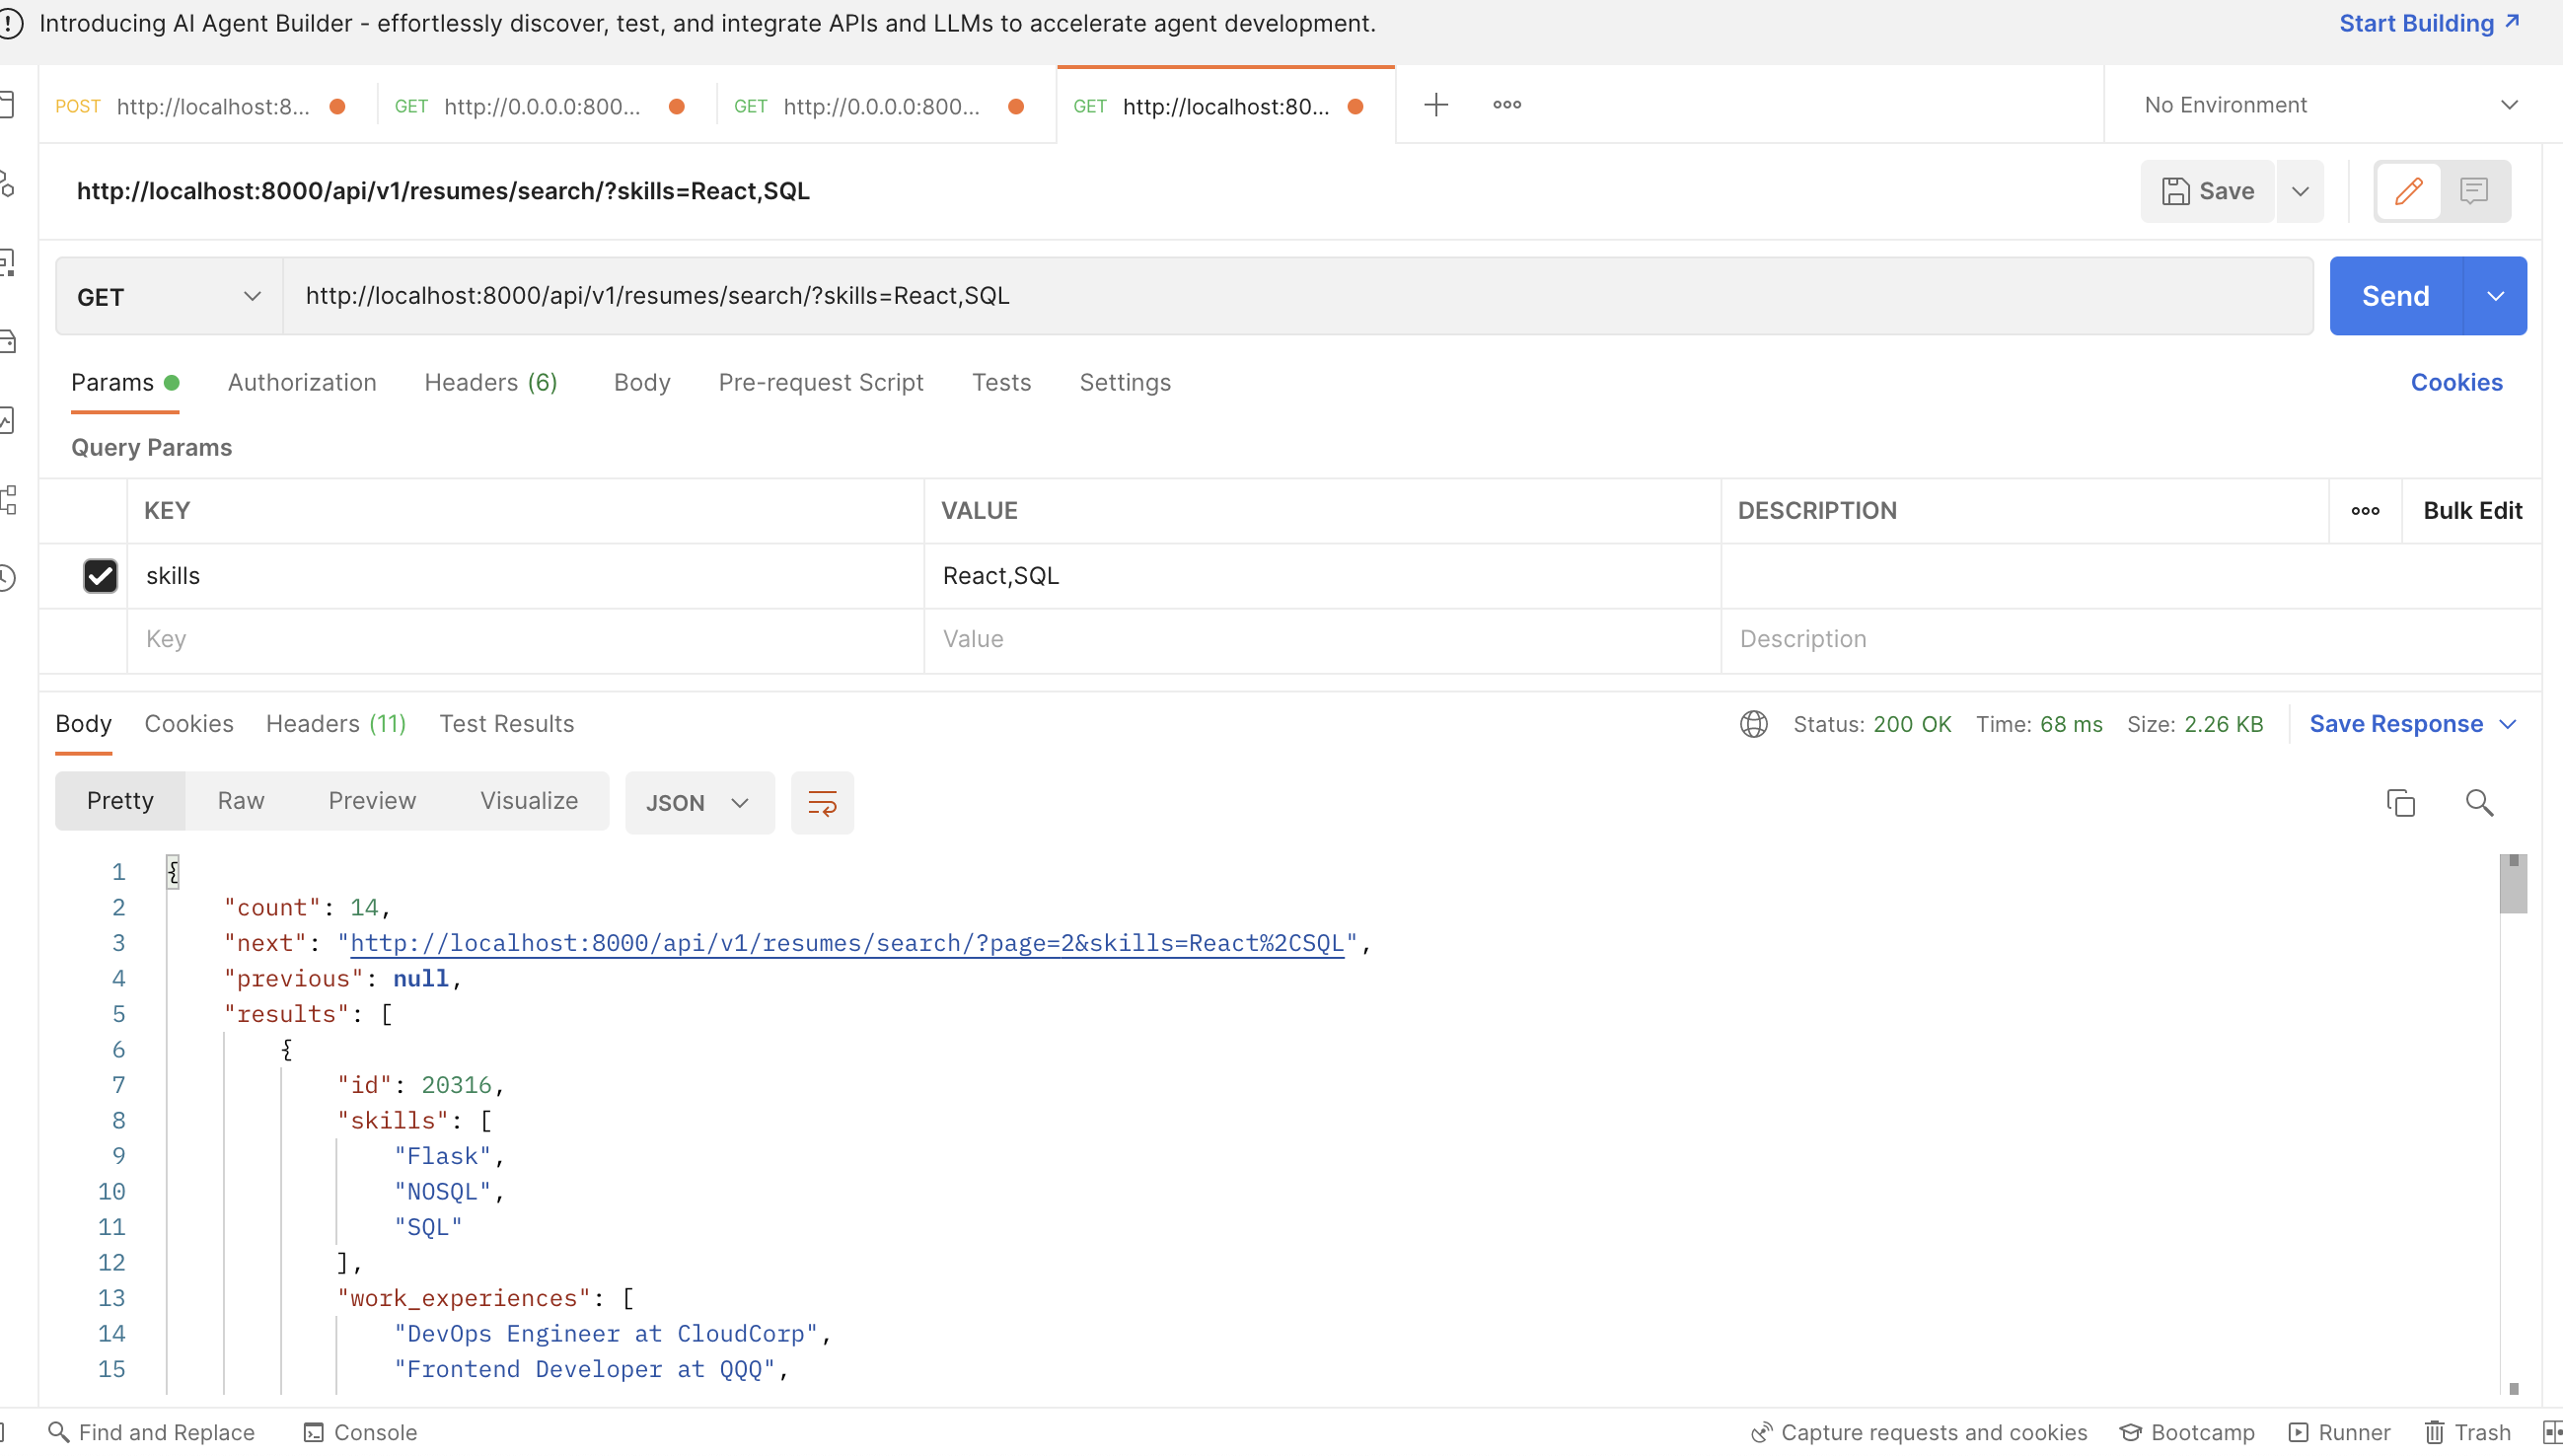 Introducing AI Agent Builder - effortlessly discover, test, and integrate APIs and LLMs to accelerate agent development.
Start Building
POST http://localhost:8... GET http://0.0.0.0:800... GET http://0.0.0.0:800... GET http://localhost:80... No Environment
http://localhost:8000/api/v1/resumes/search/?skills=React,SQL
Save
GET http://localhost:8000/api/v1/resumes/search/?skills=React,SQL Send
Params Authorization Headers (6) Body Pre-request Script Tests Settings Cookies
Query Params
KEY VALUE DESCRIPTION Bulk Edit
skills React,SQL
Key Value Description
Body Cookies Headers (11) Test Results Status: 200 OK Time: 68 ms Size: 2.26 KB Save Response
Pretty Raw Preview Visualize JSON
1 {
2 "count": 14,
3 "next": "http://localhost:8000/api/v1/resumes/search/?page=2&skills=React%2CSQL",
4 "previous": null,
5 "results": [
6 {
7 "id": 20316,
8 "skills": [
9 "Flask",
10 "NOSQL",
11 "SQL"
12 ],
13 "work_experiences": [
14 "DevOps Engineer at CloudCorp",
15 "Frontend Developer at QQQ",
Find and Replace Console Capture requests and cookies Bootcamp Runner Trash